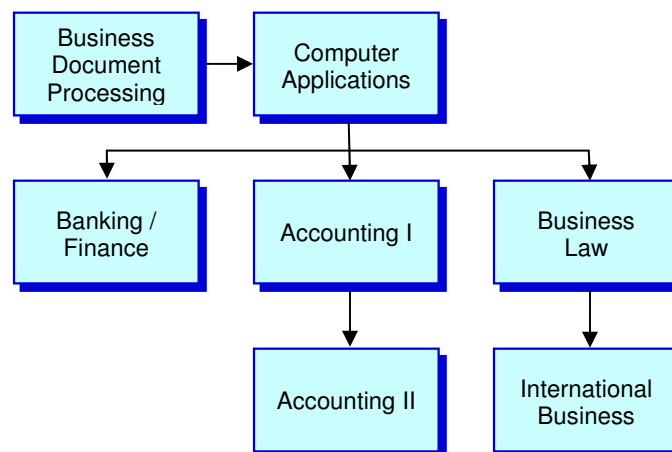 Business
Document
Processing
Computer
Applications
Banking /
Finance
Accounting I
Business
Law
Accounting II
International
Business